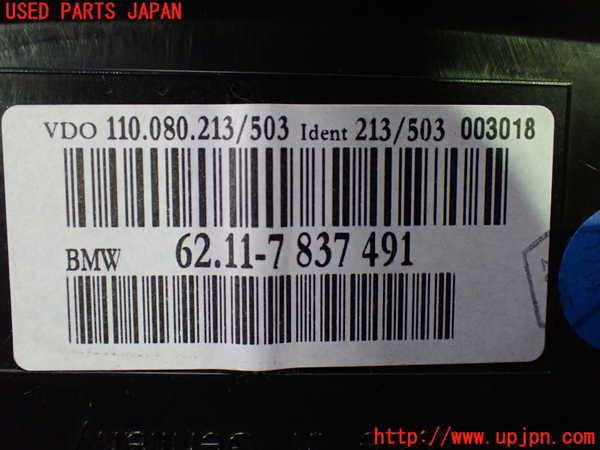 USED PARTS JAPAN
VDO 110.080.213/503 Ident 213/503 003018
BMW 62.11-7 837 491
https://www.upjpn.com/